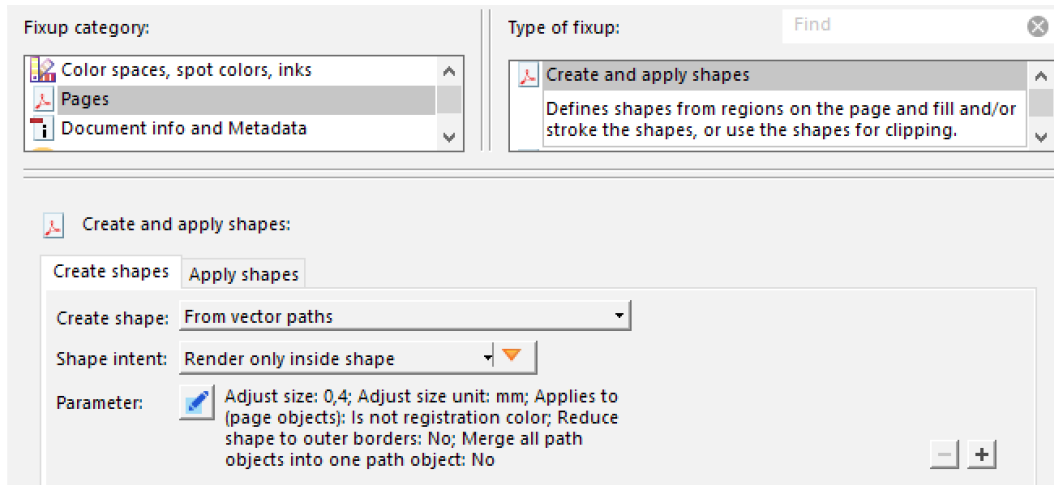 Fixup category:
Type of fixup:
Find
Color spaces, spot colors, inks
Pages
Document info and Metadata
Create and apply shapes
Defines shapes from regions on the page and fill and/or
stroke the shapes, or use the shapes for clipping.
Create and apply shapes:
Create shapes
Apply shapes
Create shape:
From vector paths
Shape intent:
Render only inside shape
Parameter:
Adjust size: 0,4; Adjust size unit: mm; Applies to
(page objects): Is not registration color; Reduce
shape to outer borders: No; Merge all path
objects into one path object: No